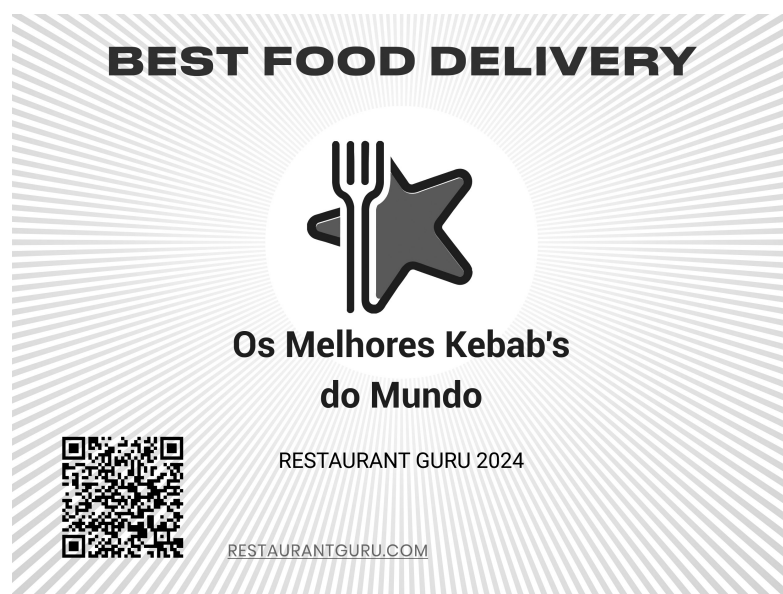 BEST FOOD DELIVERY
Os Melhores Kebab's
do Mundo
RESTAURANT GURU 2024
RESTAURANTGURU.COM